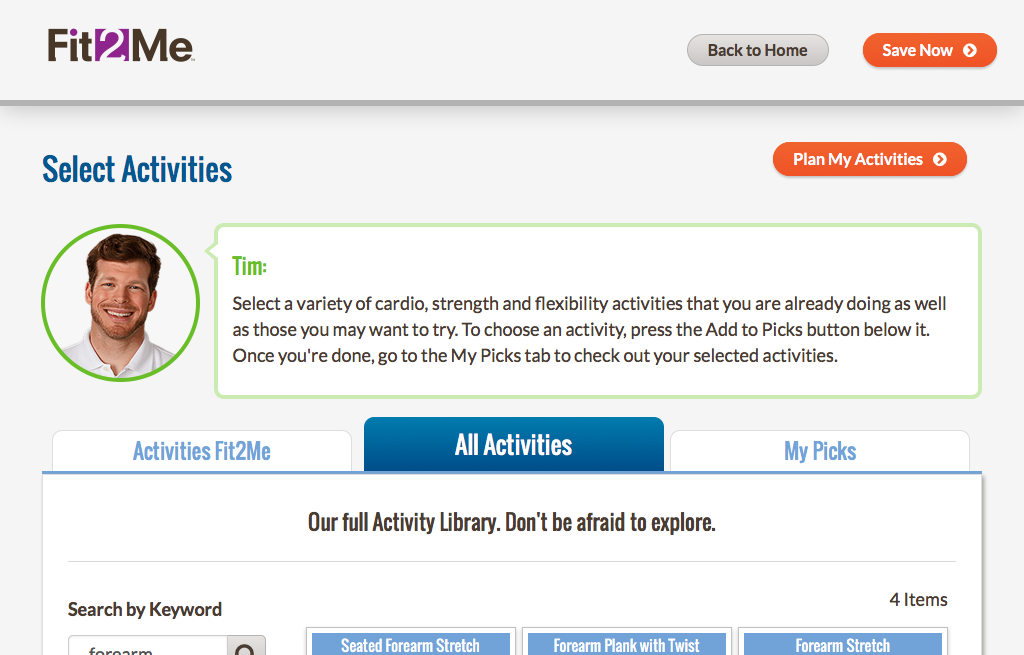 Fit2Me
Back to Home
Save Now
Select Activities
Plan My Activities
Tim:
Select a variety of cardio, strength and flexibility activities that you are already doing as well
as those you may want to try. To choose an activity, press the Add to Picks button below it.
Once you're done, go to the My Picks tab to check out your selected activities.
Activities Fit2Me
All Activities
My Picks
Our full Activity Library. Don't be afraid to explore.
4 Items
Search by Keyword
forearm
Seated Forearm Stretch
Forearm Plank with Twist
Forearm Stretch